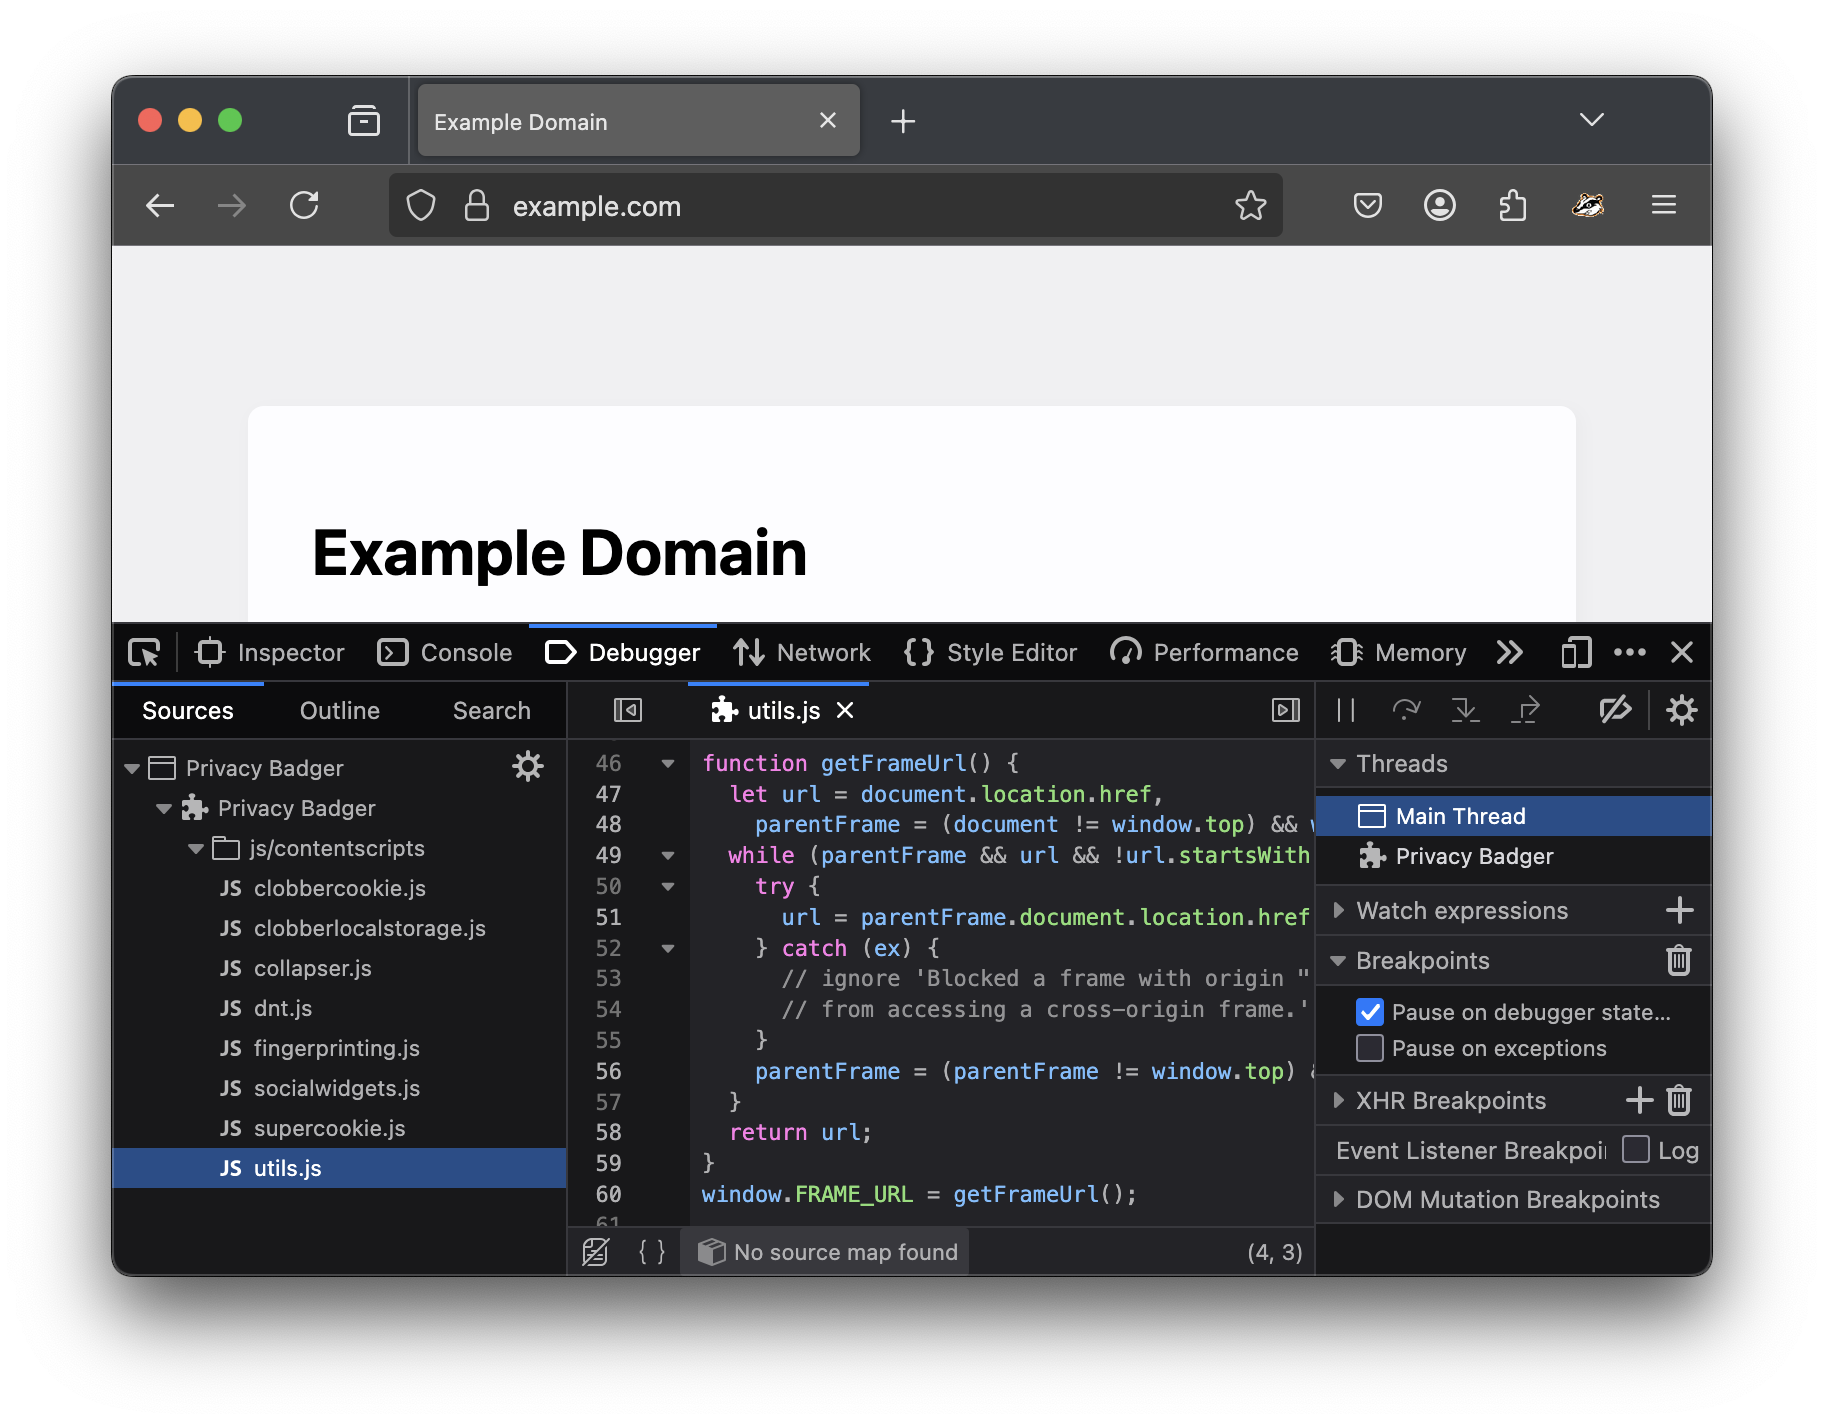 Example Domain
example.com
Example Domain
Inspector Console Debugger Network Style Editor Performance Memory
Sources Outline Search
utils.js
Privacy Badger
Privacy Badger
js/contentscripts
JS clobbercookie.js
JS clobberlocalstorage.js
JS collapser.js
JS dnt.js
JS fingerprinting.js
JS socialwidgets.js
JS supercookie.js
JS utils.js
46 function getFrameUrl() {
47 let url = document.location.href,
48 parentFrame = (document != window.top) &&
49 while (parentFrame && url && !url.startsWith
50 try {
51 url = parentFrame.document.location.href
52 } catch (ex) {
53 // ignore 'Blocked a frame with origin "
54 // from accessing a cross-origin frame.'
55 }
56 parentFrame = (parentFrame != window.top)
57 }
58 return url;
59 }
60 window.FRAME_URL = getFrameUrl();
61
No source map found (4, 3)
Threads
Main Thread
Privacy Badger
Watch expressions
Breakpoints
Pause on debugger state...
Pause on exceptions
XHR Breakpoints
Event Listener Breakpoi Log
DOM Mutation Breakpoints